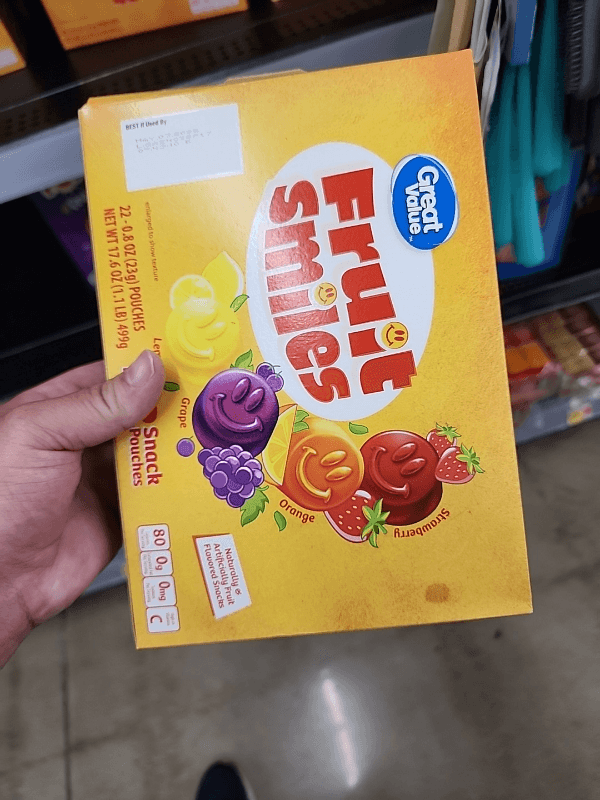 Great
Value™
Fruit
Smiles
BEST If Used By
enlarged to show texture
22 - 0.8 OZ (23g) POUCHES
NET WT 17.6 OZ (1.1 LB) 499g
Grape
Orange
Strawberry
Snack
Pouches
Naturally &
Artificially Fruit
Flavored Snacks
80 0g 0mg C